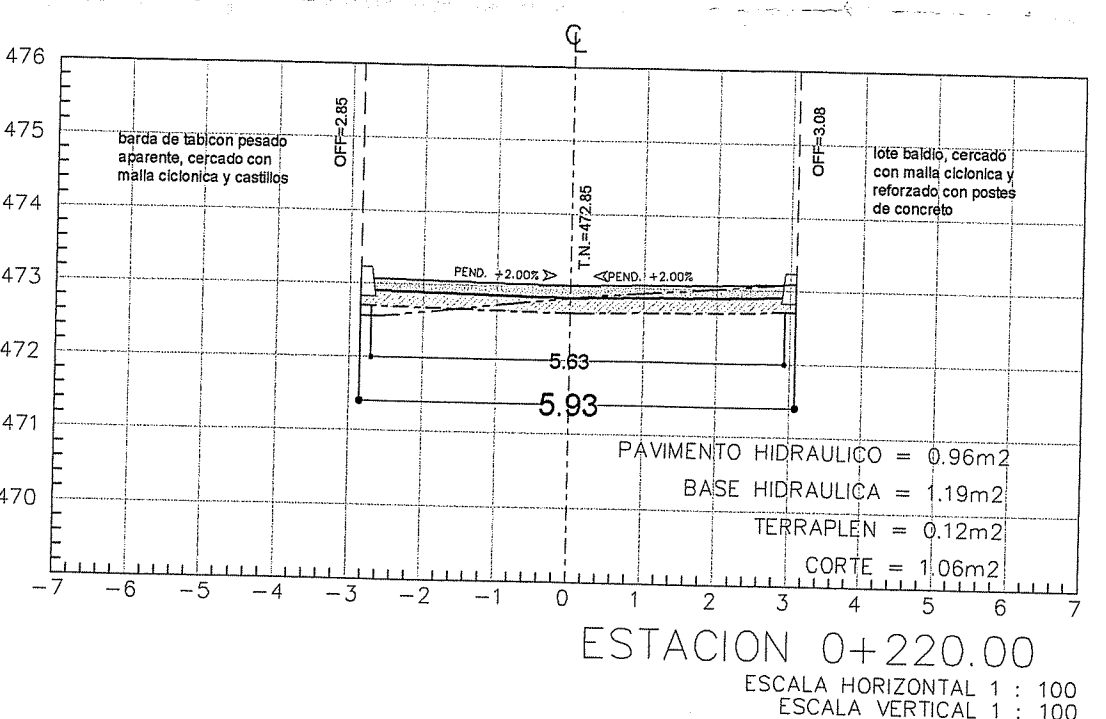 ℄
476
475
474
473
472
471
470
barda de tabicon pesado
aparente, cercado con
malla ciclonica y castillos
OFF=2.85
T.N.=472.85
OFF=3.08
lote baldio, cercado
con malla ciclonica y
reforzado con postes
de concreto
PEND. +2.00%
PEND. +2.00%
5.63
5.93
PAVIMENTO HIDRAULICO = 0.96m2
BASE HIDRAULICA = 1.19m2
TERRAPLEN = 0.12m2
CORTE = 1.06m2
-7 -6 -5 -4 -3 -2 -1 0 1 2 3 4 5 6 7
ESTACION 0+220.00
ESCALA HORIZONTAL 1 : 100
ESCALA VERTICAL 1 : 100